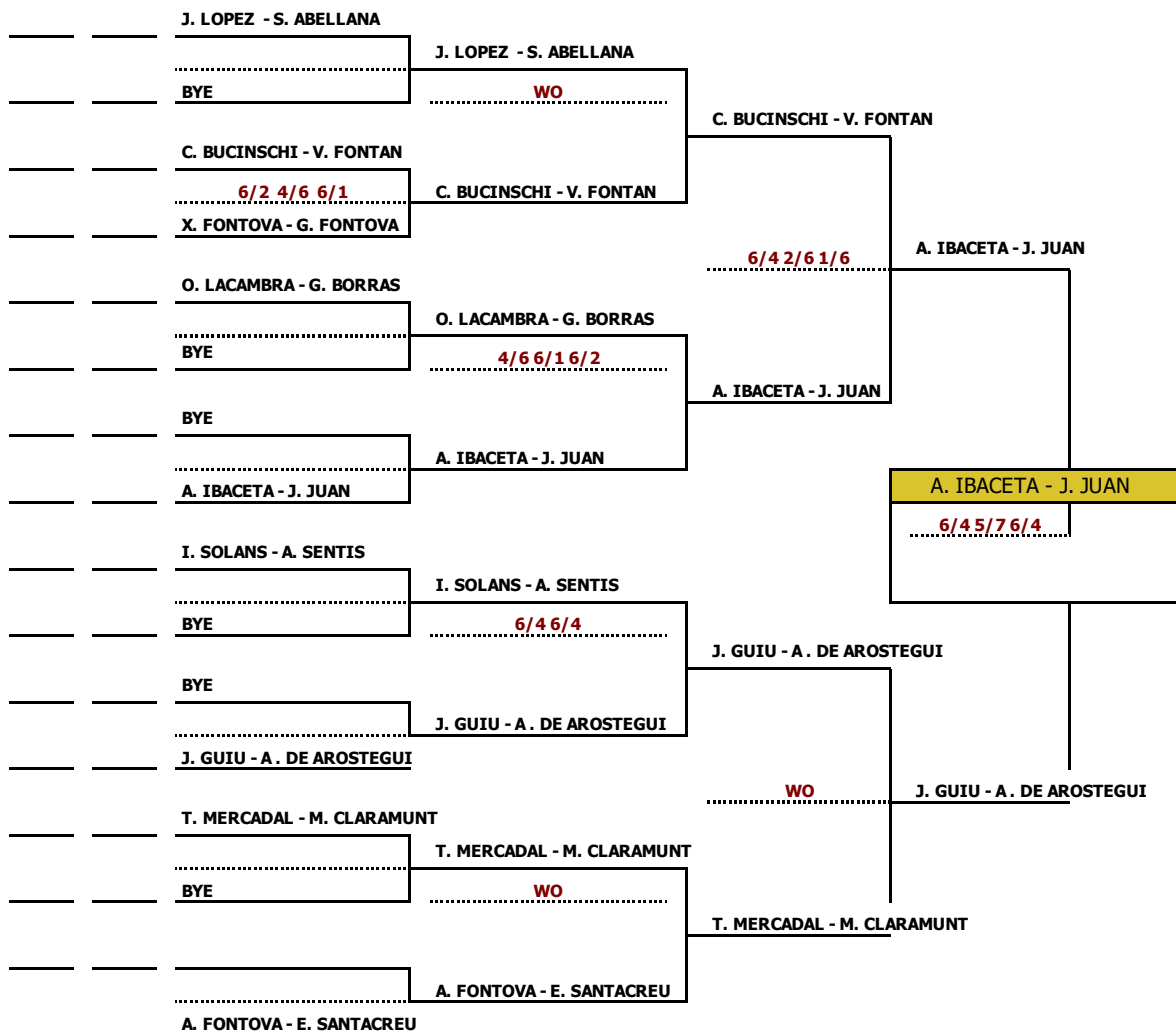 J. LOPEZ - S. ABELLANA
J. LOPEZ - S. ABELLANA
BYE
WO
C. BUCINSCHI - V. FONTAN
C. BUCINSCHI - V. FONTAN
6/2 4/6 6/1
C. BUCINSCHI - V. FONTAN
X. FONTOVA - G. FONTOVA
6/4 2/6 1/6
A. IBACETA - J. JUAN
O. LACAMBRA - G. BORRAS
O. LACAMBRA - G. BORRAS
BYE
4/6 6/1 6/2
A. IBACETA - J. JUAN
BYE
A. IBACETA - J. JUAN
A. IBACETA - J. JUAN
A. IBACETA - J. JUAN
6/4 5/7 6/4
I. SOLANS - A. SENTIS
I. SOLANS - A. SENTIS
BYE
6/4 6/4
J. GUIU - A . DE AROSTEGUI
BYE
J. GUIU - A . DE AROSTEGUI
J. GUIU - A . DE AROSTEGUI
WO
J. GUIU - A . DE AROSTEGUI
T. MERCADAL - M. CLARAMUNT
T. MERCADAL - M. CLARAMUNT
BYE
WO
T. MERCADAL - M. CLARAMUNT
A. FONTOVA - E. SANTACREU
A. FONTOVA - E. SANTACREU